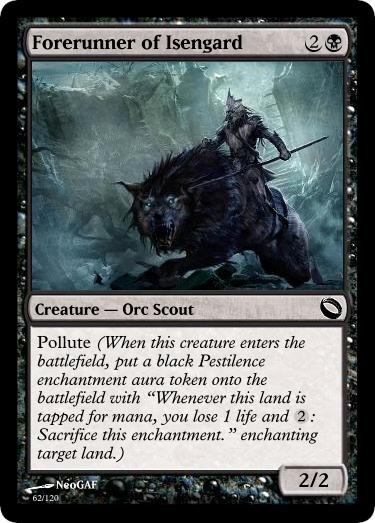 Forerunner of Isengard 2
Creature — Orc Scout
Pollute (When this creature enters the
battlefield, put a black Pestilence
enchantment aura token onto the
battlefield with “Whenever this land is
tapped for mana, you lose 1 life and 2 :
Sacrifice this enchantment.” enchanting
target land.)
2/2
NeoGAF
62/120